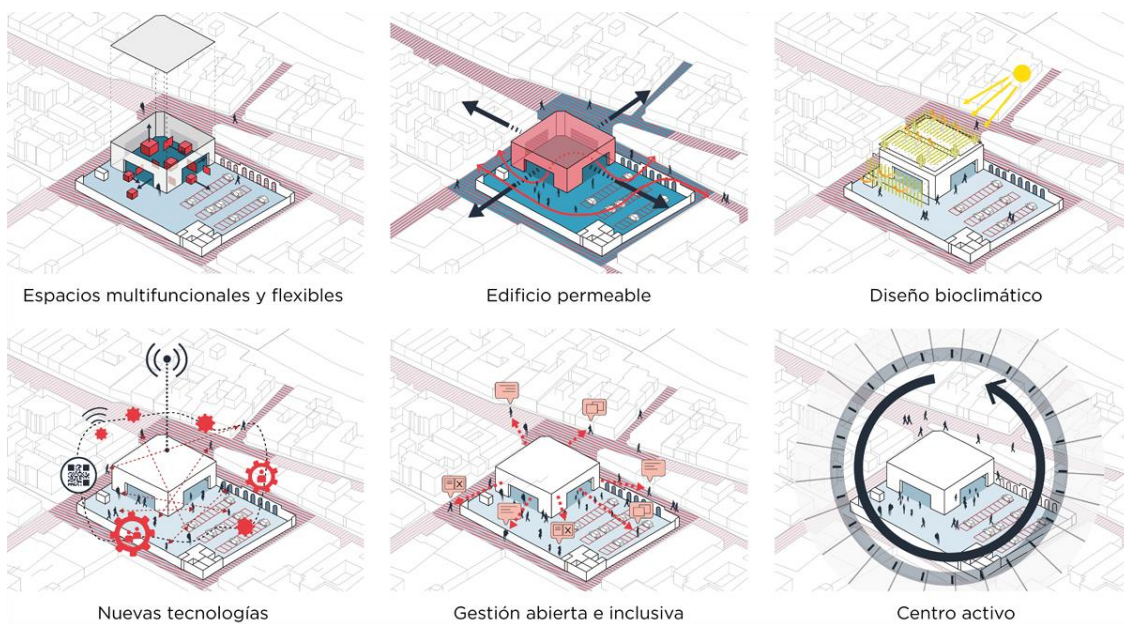 Espacios multifuncionales y flexibles
Edificio permeable
Diseño bioclimático
Nuevas tecnologías
Gestión abierta e inclusiva
Centro activo